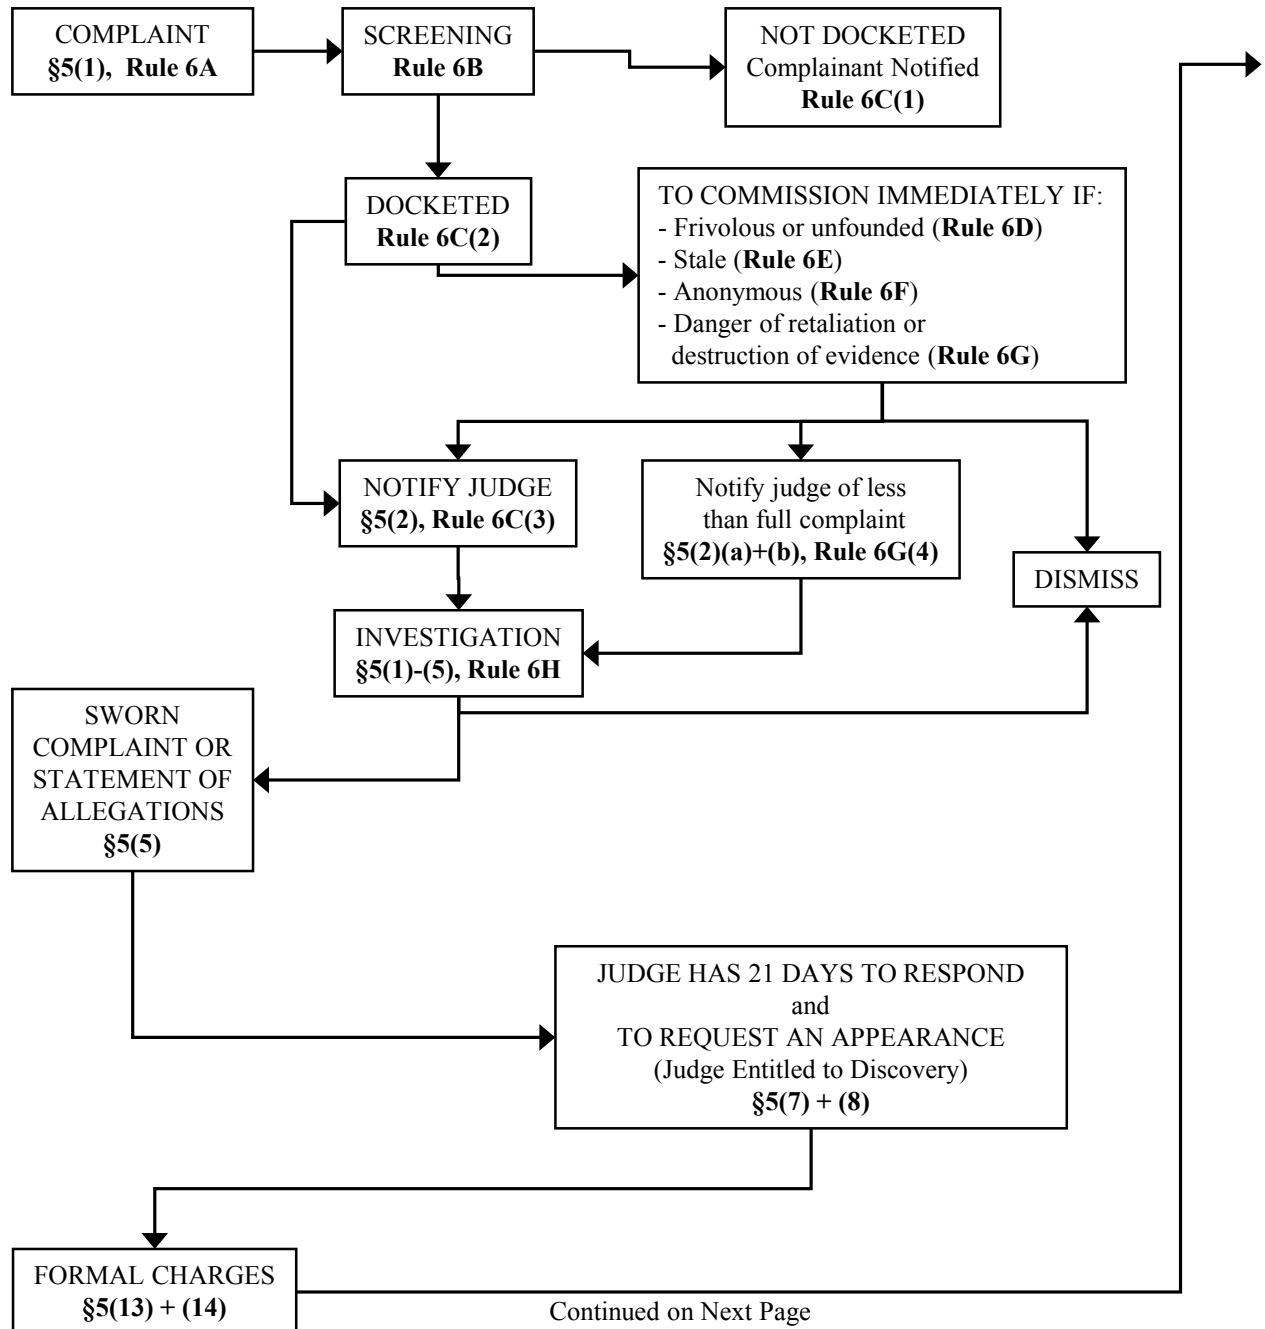 COMPLAINT
§5(1), Rule 6A
SCREENING
Rule 6B
NOT DOCKETED
Complainant Notified
Rule 6C(1)
DOCKETED
Rule 6C(2)
TO COMMISSION IMMEDIATELY IF:
- Frivolous or unfounded (Rule 6D)
- Stale (Rule 6E)
- Anonymous (Rule 6F)
- Danger of retaliation or
destruction of evidence (Rule 6G)
NOTIFY JUDGE
§5(2), Rule 6C(3)
Notify judge of less
than full complaint
§5(2)(a)+(b), Rule 6G(4)
DISMISS
INVESTIGATION
§5(1)-(5), Rule 6H
SWORN
COMPLAINT OR
STATEMENT OF
ALLEGATIONS
§5(5)
JUDGE HAS 21 DAYS TO RESPOND
and
TO REQUEST AN APPEARANCE
(Judge Entitled to Discovery)
§5(7) + (8)
FORMAL CHARGES
§5(13) + (14)
Continued on Next Page